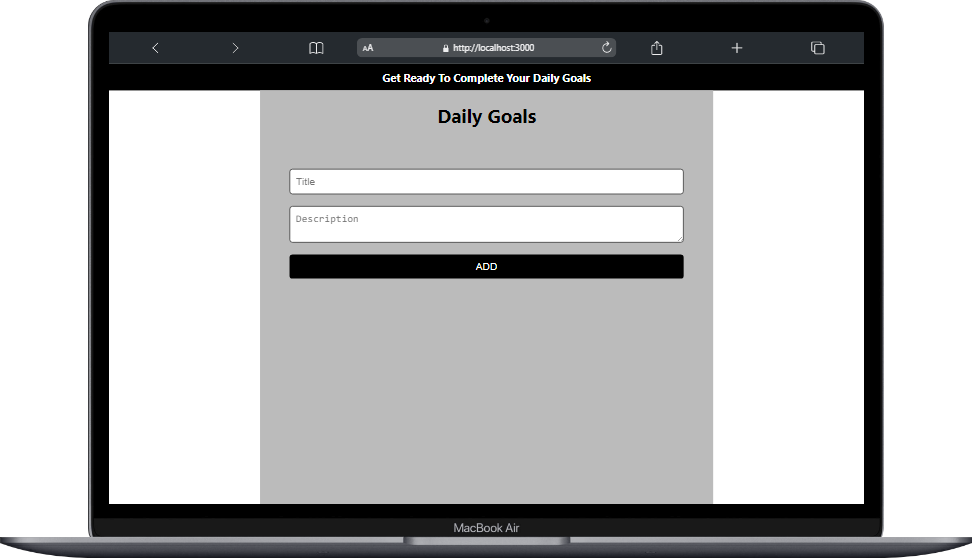 AA
http://localhost:3000
Get Ready To Complete Your Daily Goals
Daily Goals
Title
Description
ADD
MacBook Air